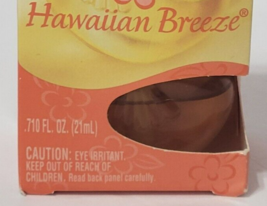 Hawaiian Breeze®
.710 FL. OZ. (21mL)
CAUTION: EYE IRRITANT.
KEEP OUT OF REACH OF
CHILDREN. Read back panel carefully.